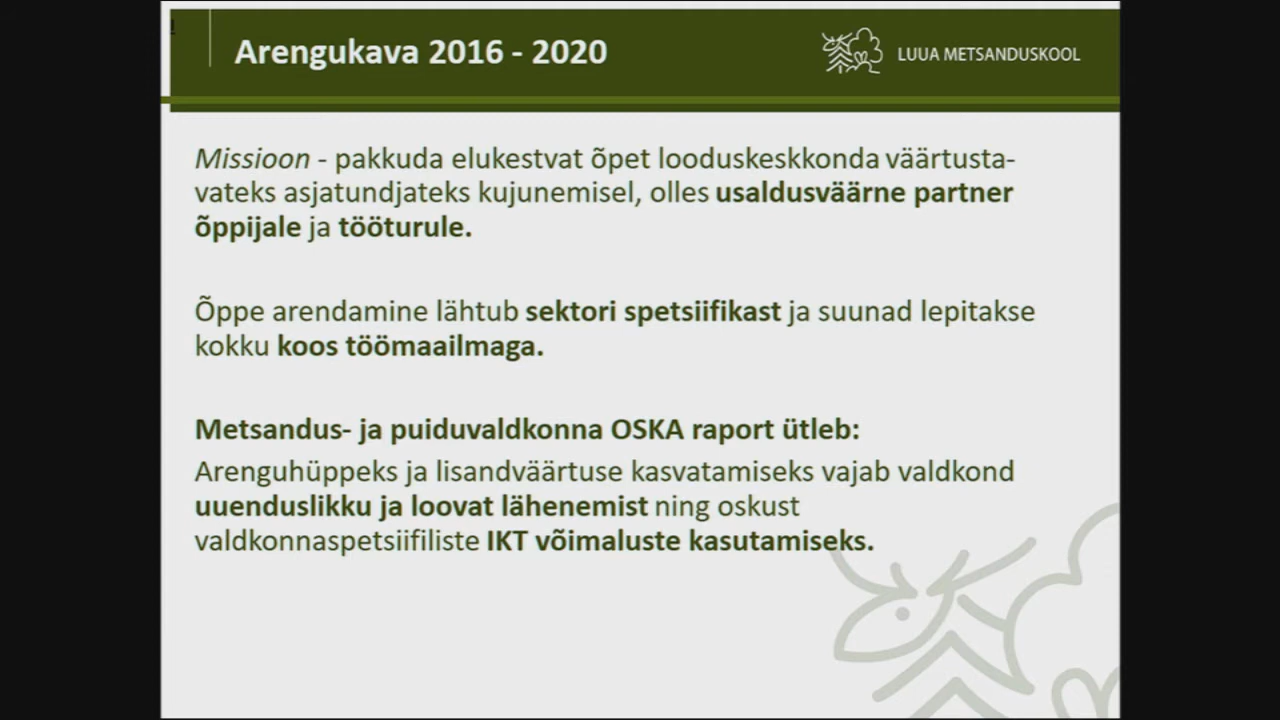 Arengukava 2016 - 2020
LUUA METSANDUSKOOL
Missioon - pakkuda elukestvat õpet looduskeskkonda väärtusta-
vateks asjatundjateks kujunemisel, olles usaldusväärne partner
õppijale ja tööturule.
Õppe arendamine lähtub sektori spetsiifikast ja suunad lepitakse
kokku koos töömaailmaga.
Metsandus- ja puiduvaldkonna OSKA raport ütleb:
Arenguhüppeks ja lisandväärtuse kasvatamiseks vajab valdkond
uuenduslikku ja loovat lähenemist ning oskust
valdkonnaspetsiifiliste IKT võimaluste kasutamiseks.